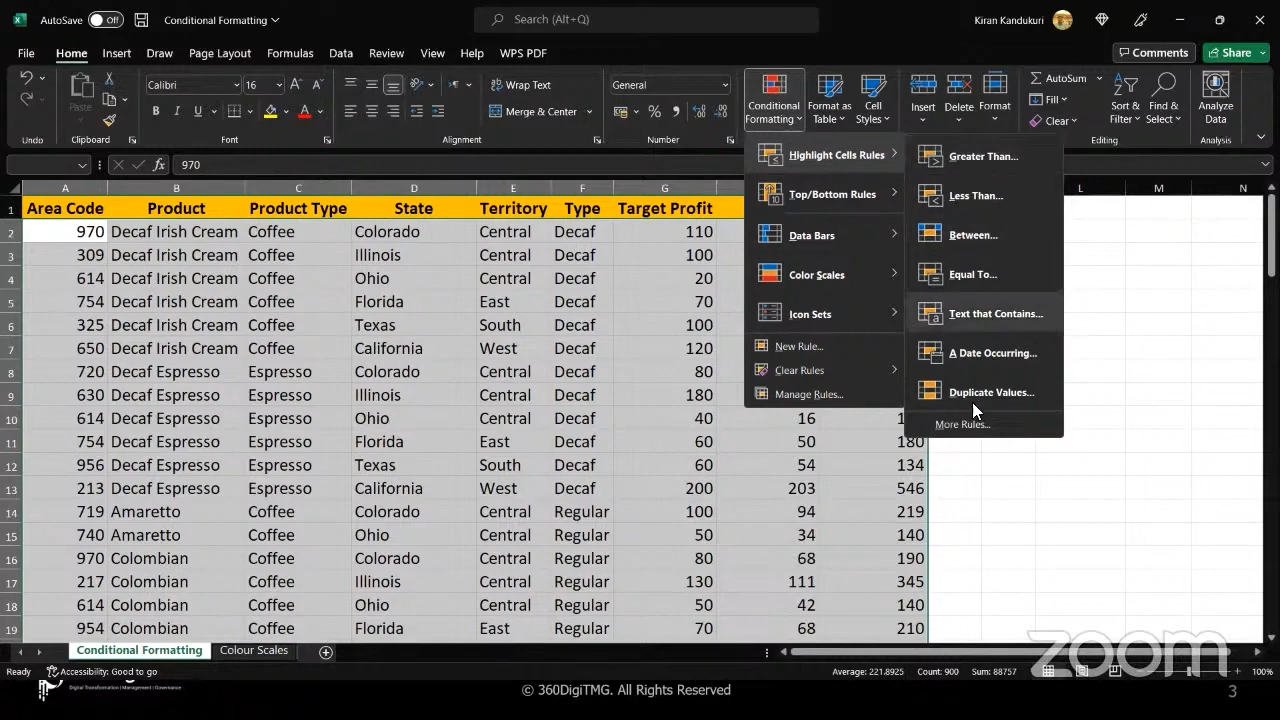 AutoSave Off Conditional Formatting Search (Alt+Q) Kiran Kandukuri
File Home Insert Draw Page Layout Formulas Data Review View Help WPS PDF Comments Share
Calibri 16 Wrap Text General AutoSum
Paste B I U Merge & Center Conditional Formatting Format as Table Cell Styles Insert Delete Format Fill Clear Sort & Filter Find & Select Analyze Data
Undo Clipboard Font Alignment Number Editing Analysis
970
Highlight Cells Rules
Top/Bottom Rules
Data Bars
Color Scales
Icon Sets
New Rule...
Clear Rules
Manage Rules...
Greater Than...
Less Than...
Between...
Equal To...
Text that Contains...
A Date Occurring...
Duplicate Values...
More Rules...
A B C D E F G L M N
1 Area Code Product Product Type State Territory Type Target Profit
2 970 Decaf Irish Cream Coffee Colorado Central Decaf 110
3 309 Decaf Irish Cream Coffee Illinois Central Decaf 100
4 614 Decaf Irish Cream Coffee Ohio Central Decaf 20
5 754 Decaf Irish Cream Coffee Florida East Decaf 70
6 325 Decaf Irish Cream Coffee Texas South Decaf 100
7 650 Decaf Irish Cream Coffee California West Decaf 120
8 720 Decaf Espresso Espresso Colorado Central Decaf 80
9 630 Decaf Espresso Espresso Illinois Central Decaf 180
10 614 Decaf Espresso Espresso Ohio Central Decaf 40 16
11 754 Decaf Espresso Espresso Florida East Decaf 60 50 180
12 956 Decaf Espresso Espresso Texas South Decaf 60 54 134
13 213 Decaf Espresso Espresso California West Decaf 200 203 546
14 719 Amaretto Coffee Colorado Central Regular 100 94 219
15 740 Amaretto Coffee Ohio Central Regular 50 34 140
16 970 Colombian Coffee Colorado Central Regular 80 68 190
17 217 Colombian Coffee Illinois Central Regular 130 111 345
18 614 Colombian Coffee Ohio Central Regular 50 42 140
19 954 Colombian Coffee Florida East Regular 70 68 210
Conditional Formatting Colour Scales
zoom
Ready Accessibility: Good to go Average: 221.8925 Count: 900 Sum: 88757 100%
Digital Transformation | Management | Governance © 360DigiTMG. All Rights Reserved 3